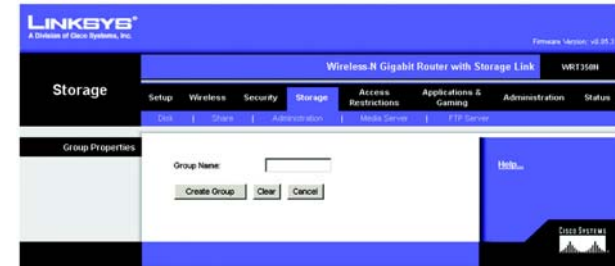 LINKSYS®
A Division of Cisco Systems, Inc.
Firmware Version: v0.05.3
Wireless-N Gigabit Router with Storage Link WRT350N
Storage
Setup Wireless Security Storage Access Restrictions Applications & Gaming Administration Status
Disk | Share | Administration | Media Server | FTP Server
Group Properties
Group Name:
Help...
Create Group Clear Cancel
CISCO SYSTEMS